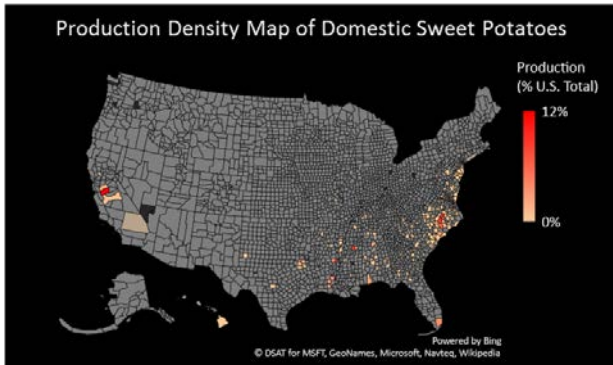 Production Density Map of Domestic Sweet Potatoes
Production
(% U.S. Total)
12%
0%
Powered by Bing
© DSAT for MSFT, GeoNames, Microsoft, Navteq, Wikipedia